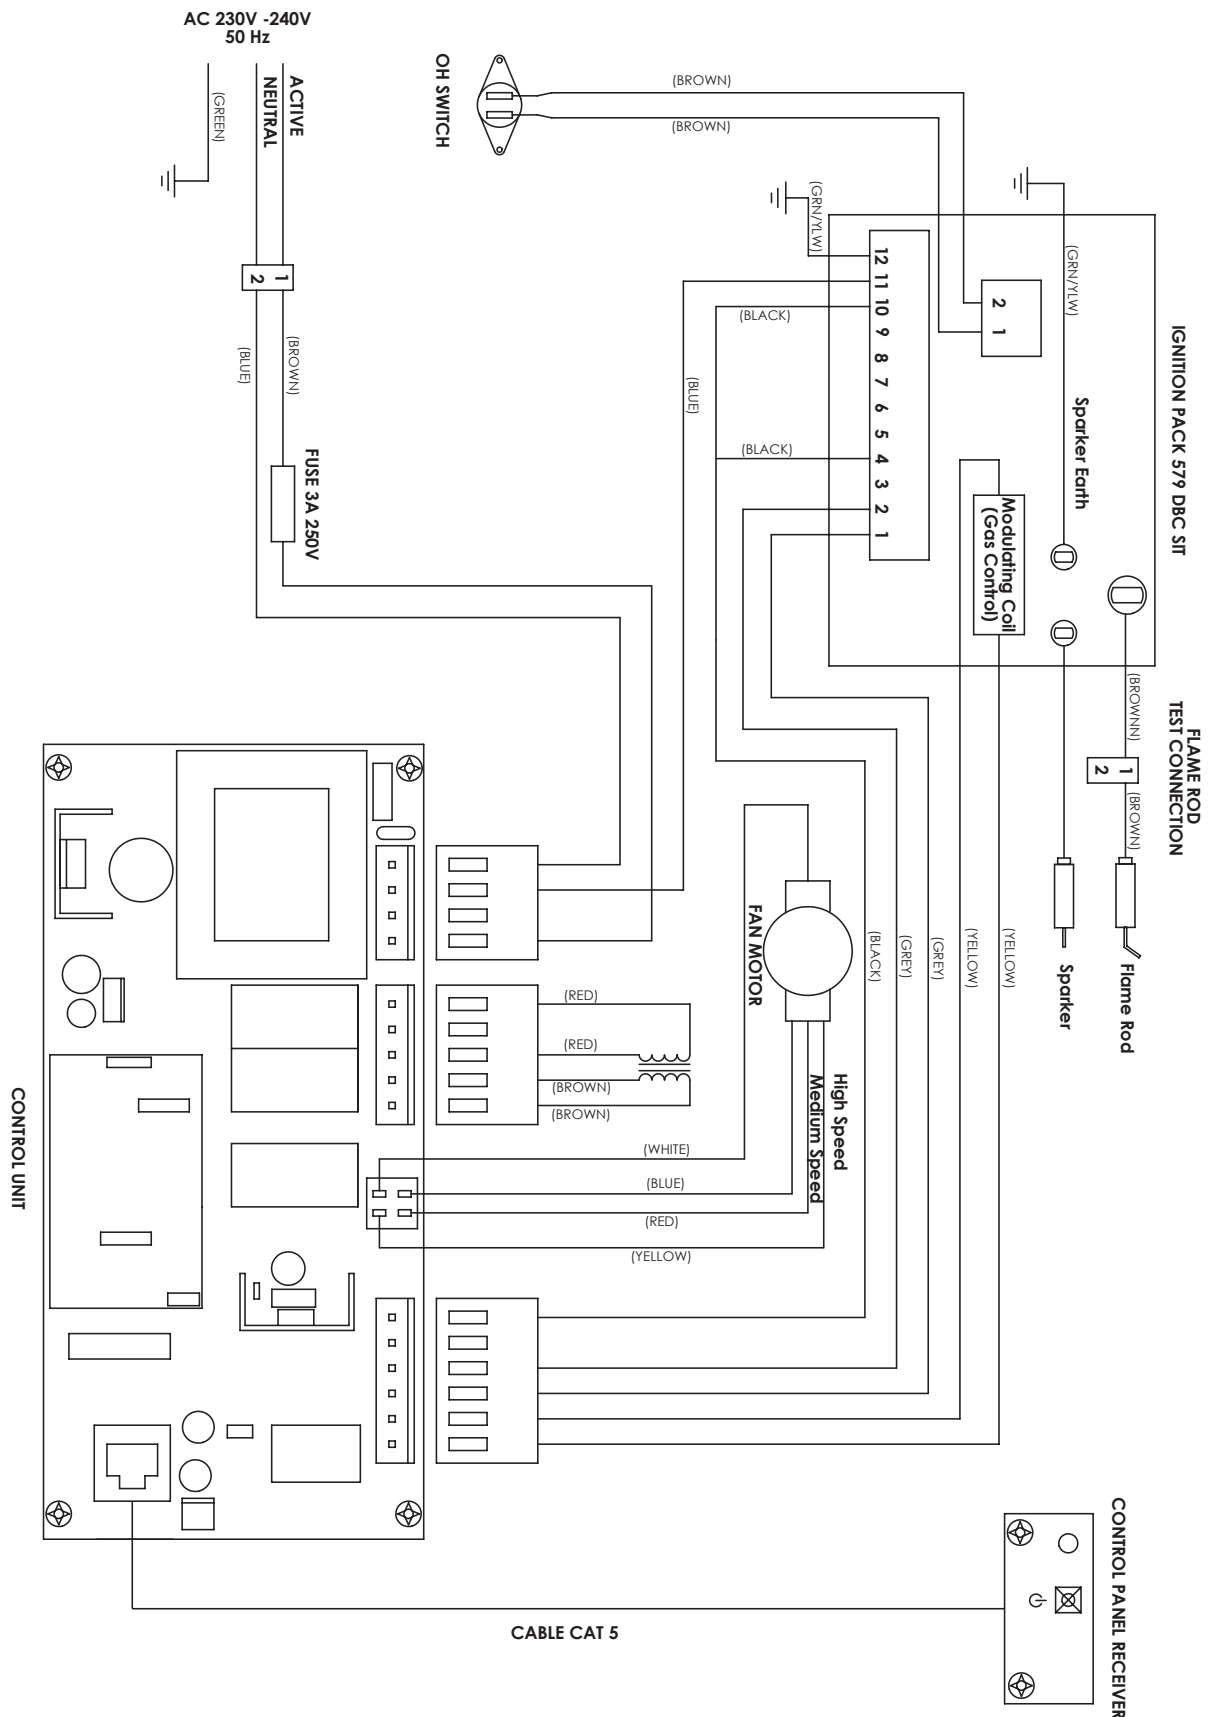 AC 230V -240V
50 Hz
ACTIVE
NEUTRAL
(GREEN)
OH SWITCH
(BROWN)
(BROWN)
(GRN/YLW)
(GRN/YLW)
1
2
12
11
10
9
8
7
6
5
4
3
2
1
2
1
(BLACK)
(BLUE)
(BLACK)
(BROWN)
(BLUE)
FUSE 3A 250V
IGNITION PACK 579 DBC SIT
Sparker Earth
Modulating Coil
(Gas Control)
(BROWNN)
FLAME ROD
TEST CONNECTION
1
2
(BROWN)
Sparker
Flame Rod
FAN MOTOR
(BLACK)
(GREY)
(GREY)
(YELLOW)
(YELLOW)
High Speed
Medium Speed
(RED)
(RED)
(BROWN)
(BROWN)
(WHITE)
(BLUE)
(RED)
(YELLOW)
CONTROL UNIT
CONTROL PANEL RECEIVER
CABLE CAT 5